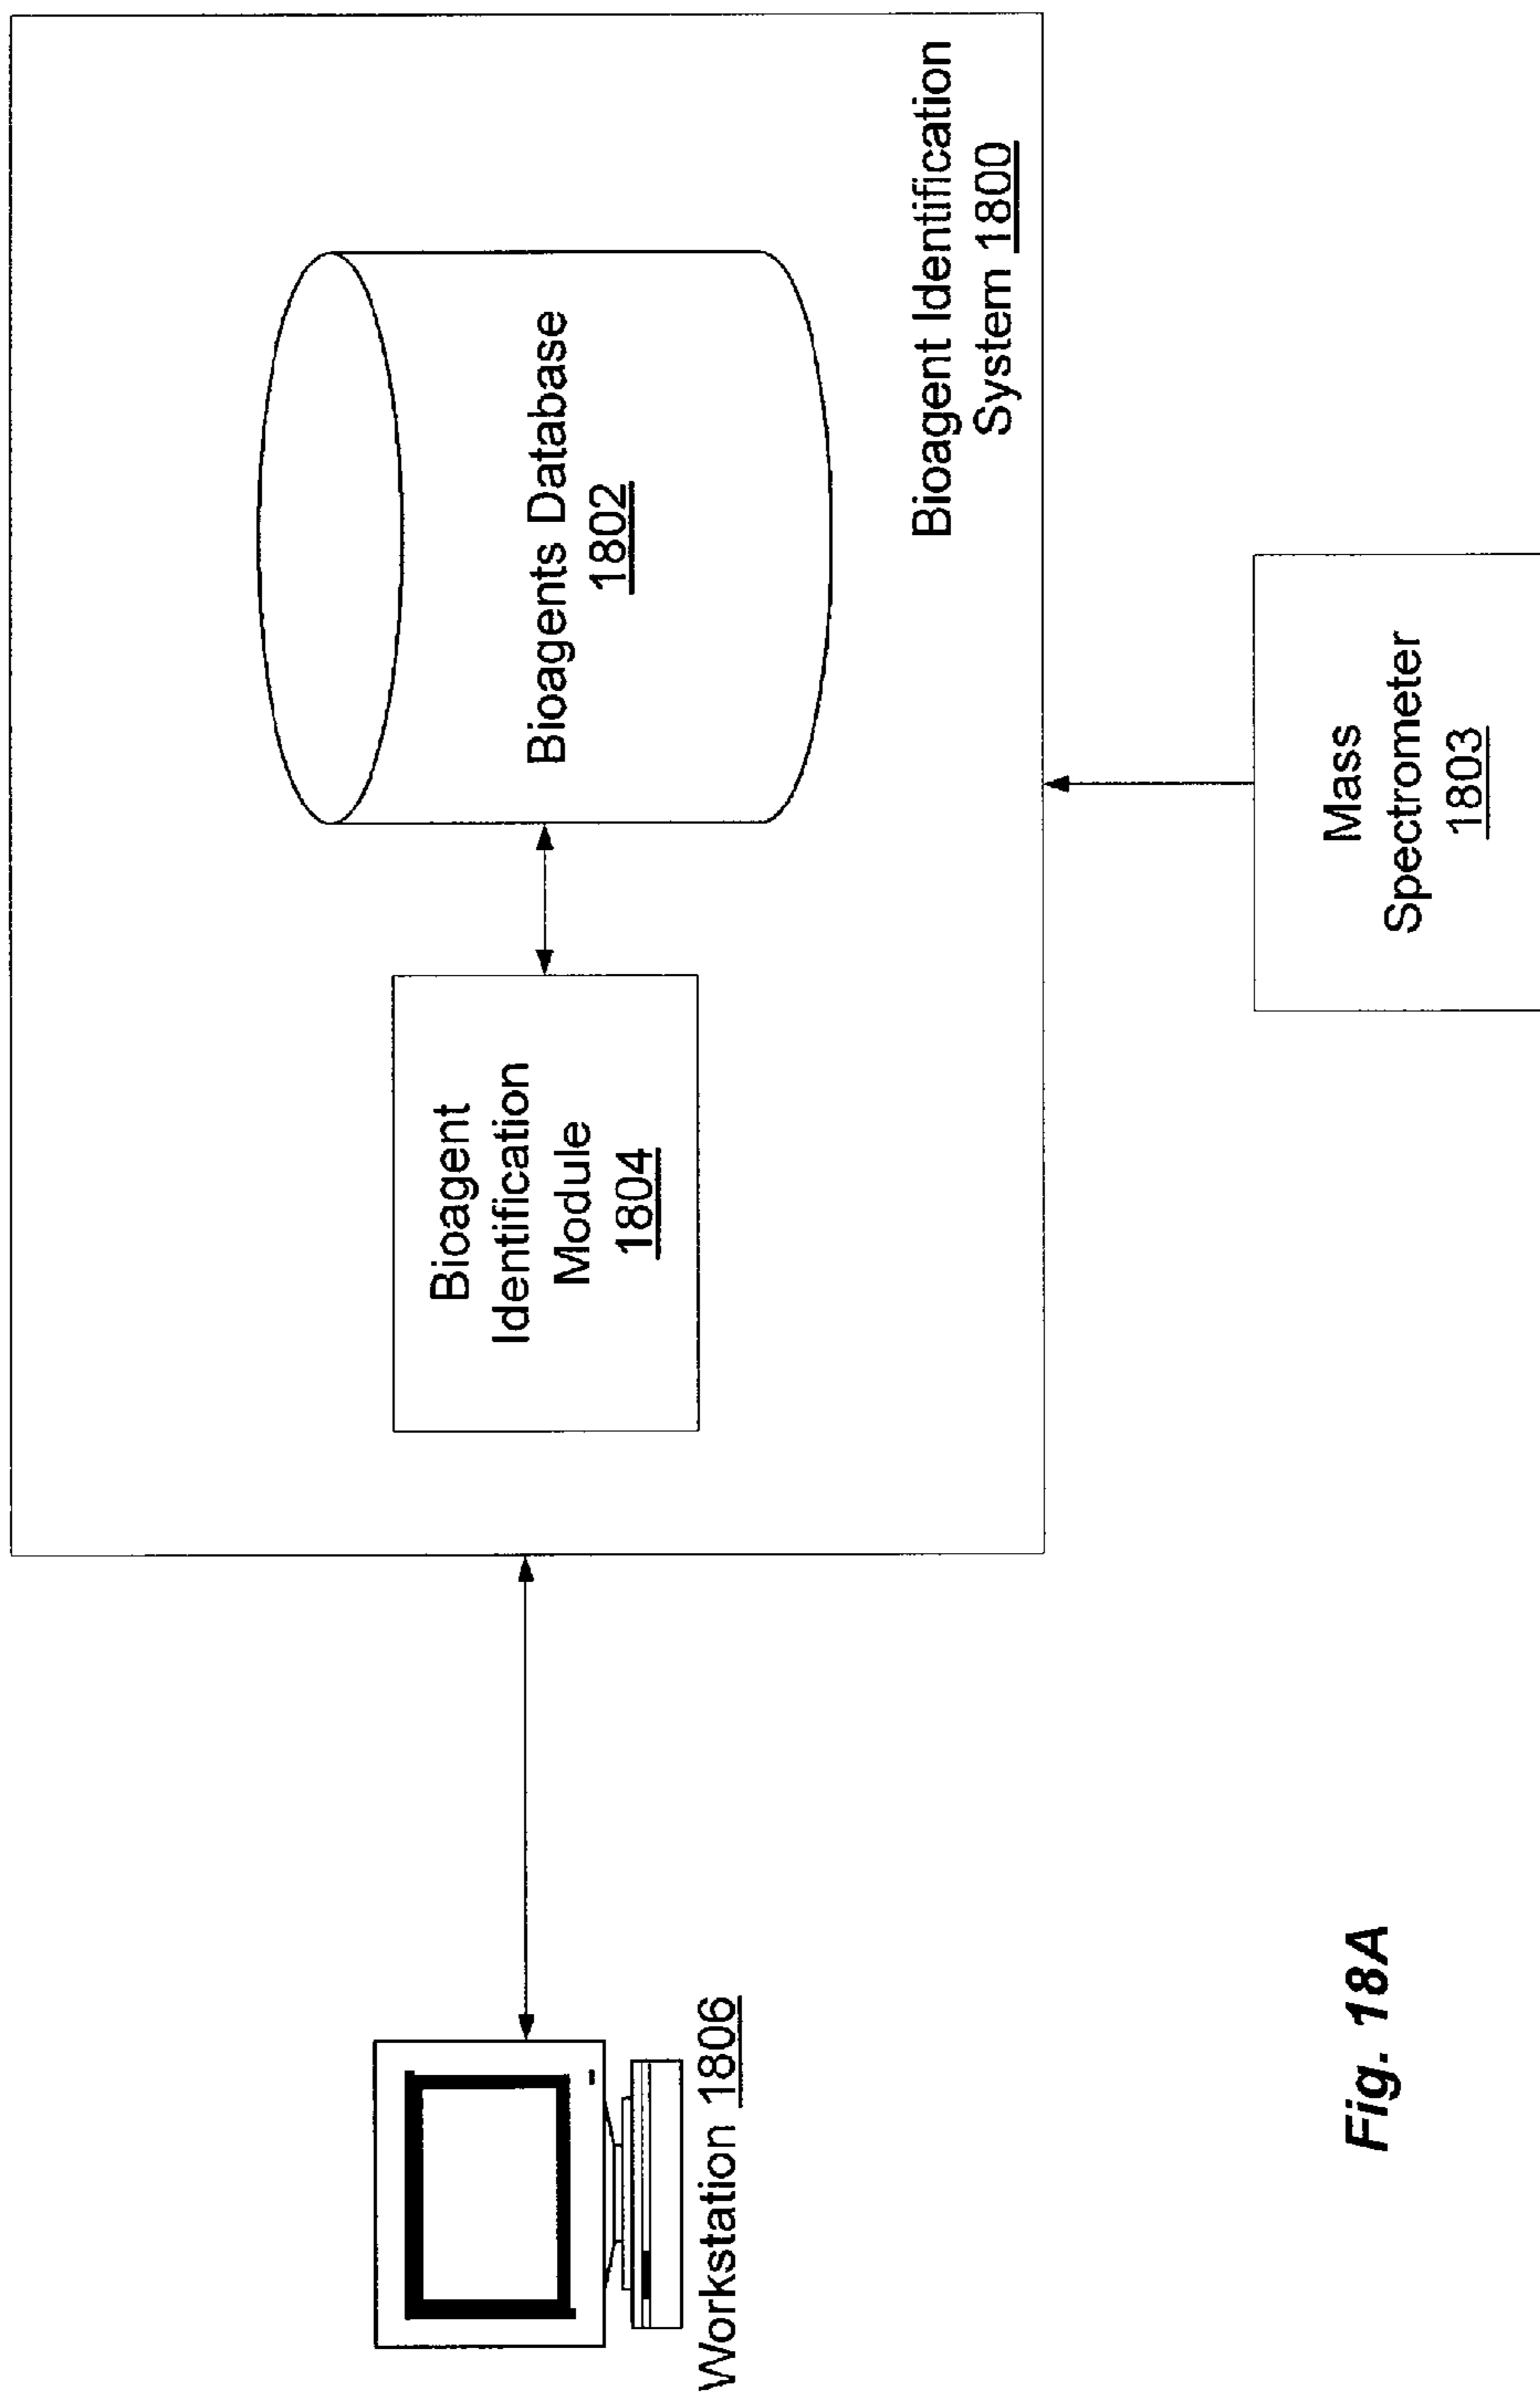 Bioagents Database
1802
Bioagent
Identification
Module
1804
Bioagent Identification
System 1800
Workstation 1806
Mass
Spectrometer
1803
Fig. 18A